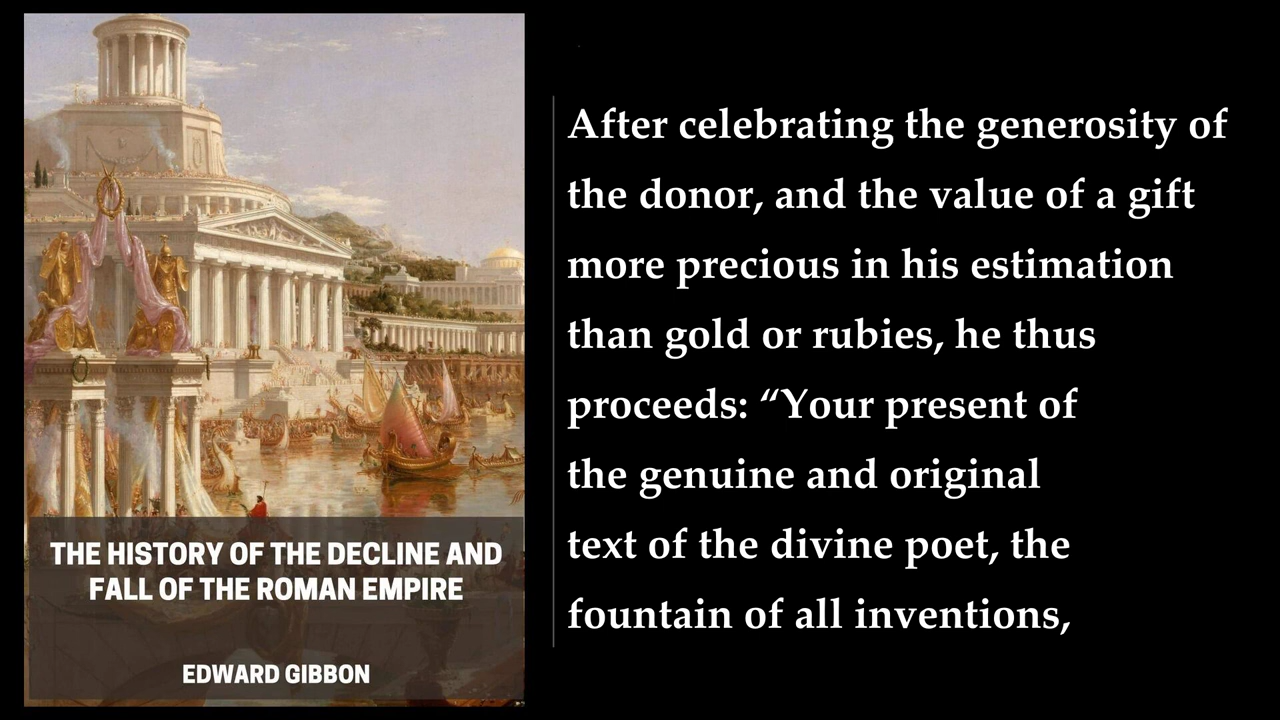 THE HISTORY OF THE DECLINE AND
FALL OF THE ROMAN EMPIRE
EDWARD GIBBON
After celebrating the generosity of
the donor, and the value of a gift
more precious in his estimation
than gold or rubies, he thus
proceeds: “Your present of
the genuine and original
text of the divine poet, the
fountain of all inventions,